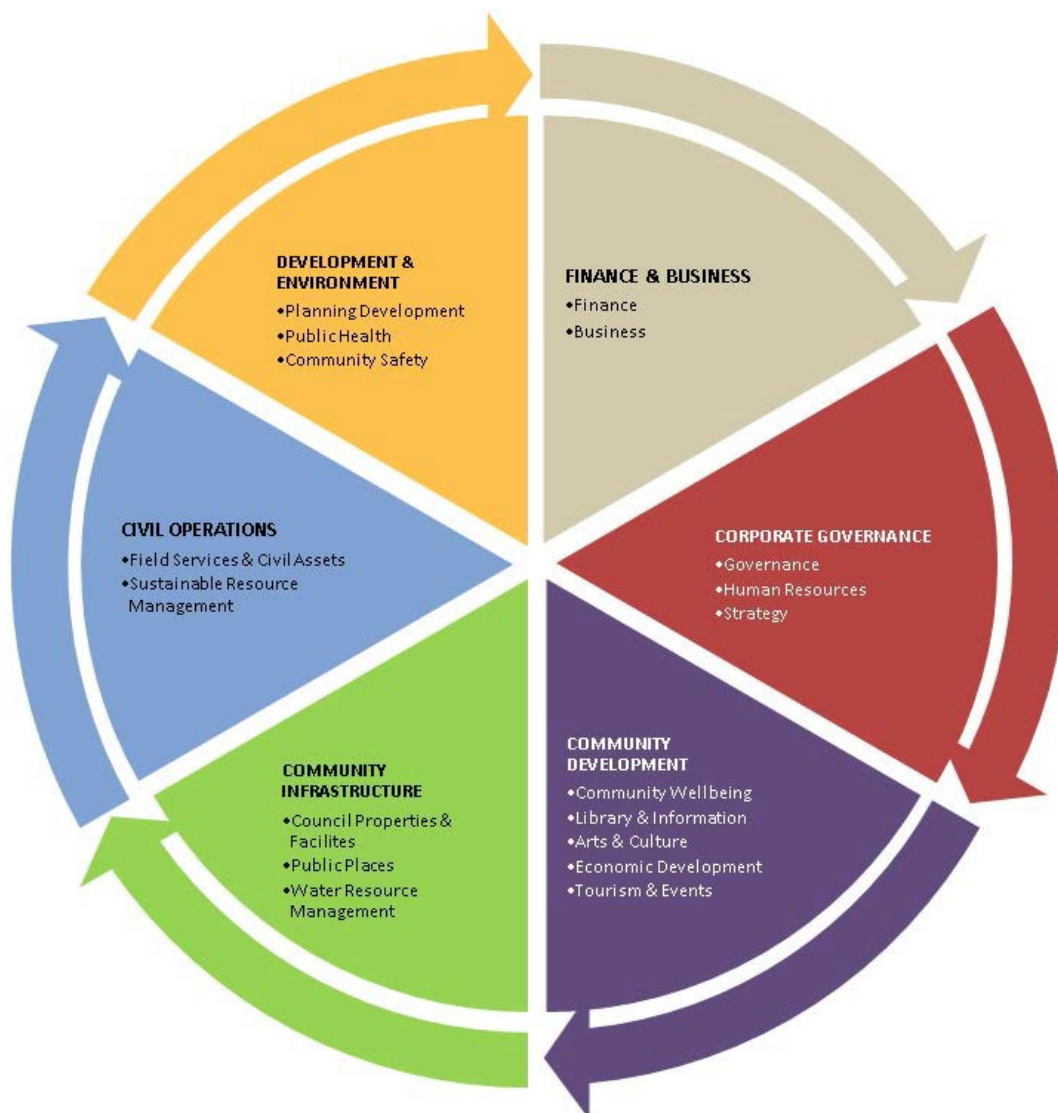 DEVELOPMENT &
ENVIRONMENT
•Planning Development
•Public Health
•Community Safety
FINANCE & BUSINESS
•Finance
•Business
CORPORATE GOVERNANCE
•Governance
•Human Resources
•Strategy
COMMUNITY
DEVELOPMENT
•Community Wellbeing
•Library & Information
•Arts & Culture
•Economic Development
•Tourism & Events
COMMUNITY
INFRASTRUCTURE
•Council Properties &
Facilites
•Public Places
•Water Resource
Management
CIVIL OPERATIONS
•Field Services & Civil Assets
•Sustainable Resource
Management